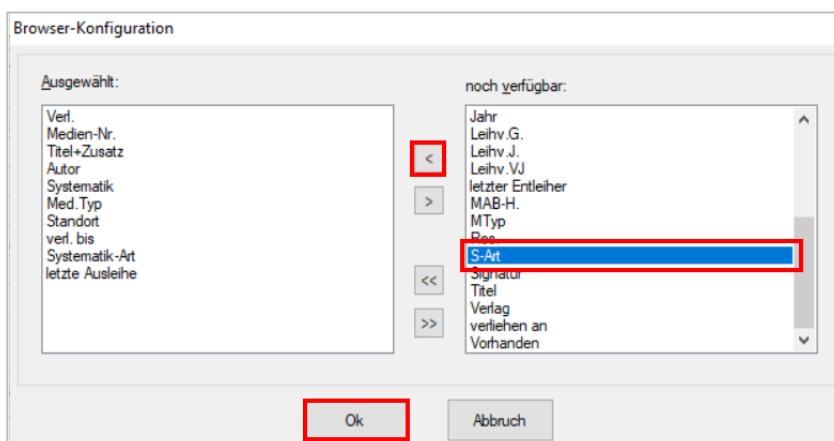 Browser-Konfiguration
Ausgewählt:
Verl.
Medien-Nr.
Titel+Zusatz
Autor
Systematik
Med.Typ
Standort
verl. bis
Systematik-Art
letzte Ausleihe
<
>
<<
>>
noch verfügbar:
Jahr
Leihv.G.
Leihv.J.
Leihv.VJ
letzter Entleiher
MAB-H.
MTyp
Res.
S-Art
Signatur
Titel
Verlag
verliehen an
Vorhanden
Ok
Abbruch